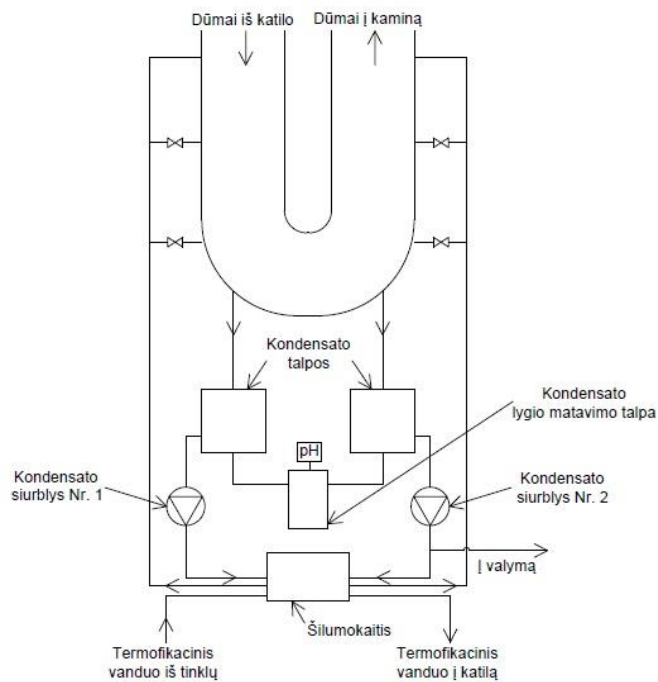 Dūmai iš katilo
Dūmai į kaminą
Kondensato
talpos
Kondensato
lygio matavimo talpa
pH
Kondensato
siurblys Nr. 1
Kondensato
siurblys Nr. 2
Į valymą
Šilumokaitis
Termofikacinis
vanduo iš tinklų
Termofikacinis
vanduo į katilą